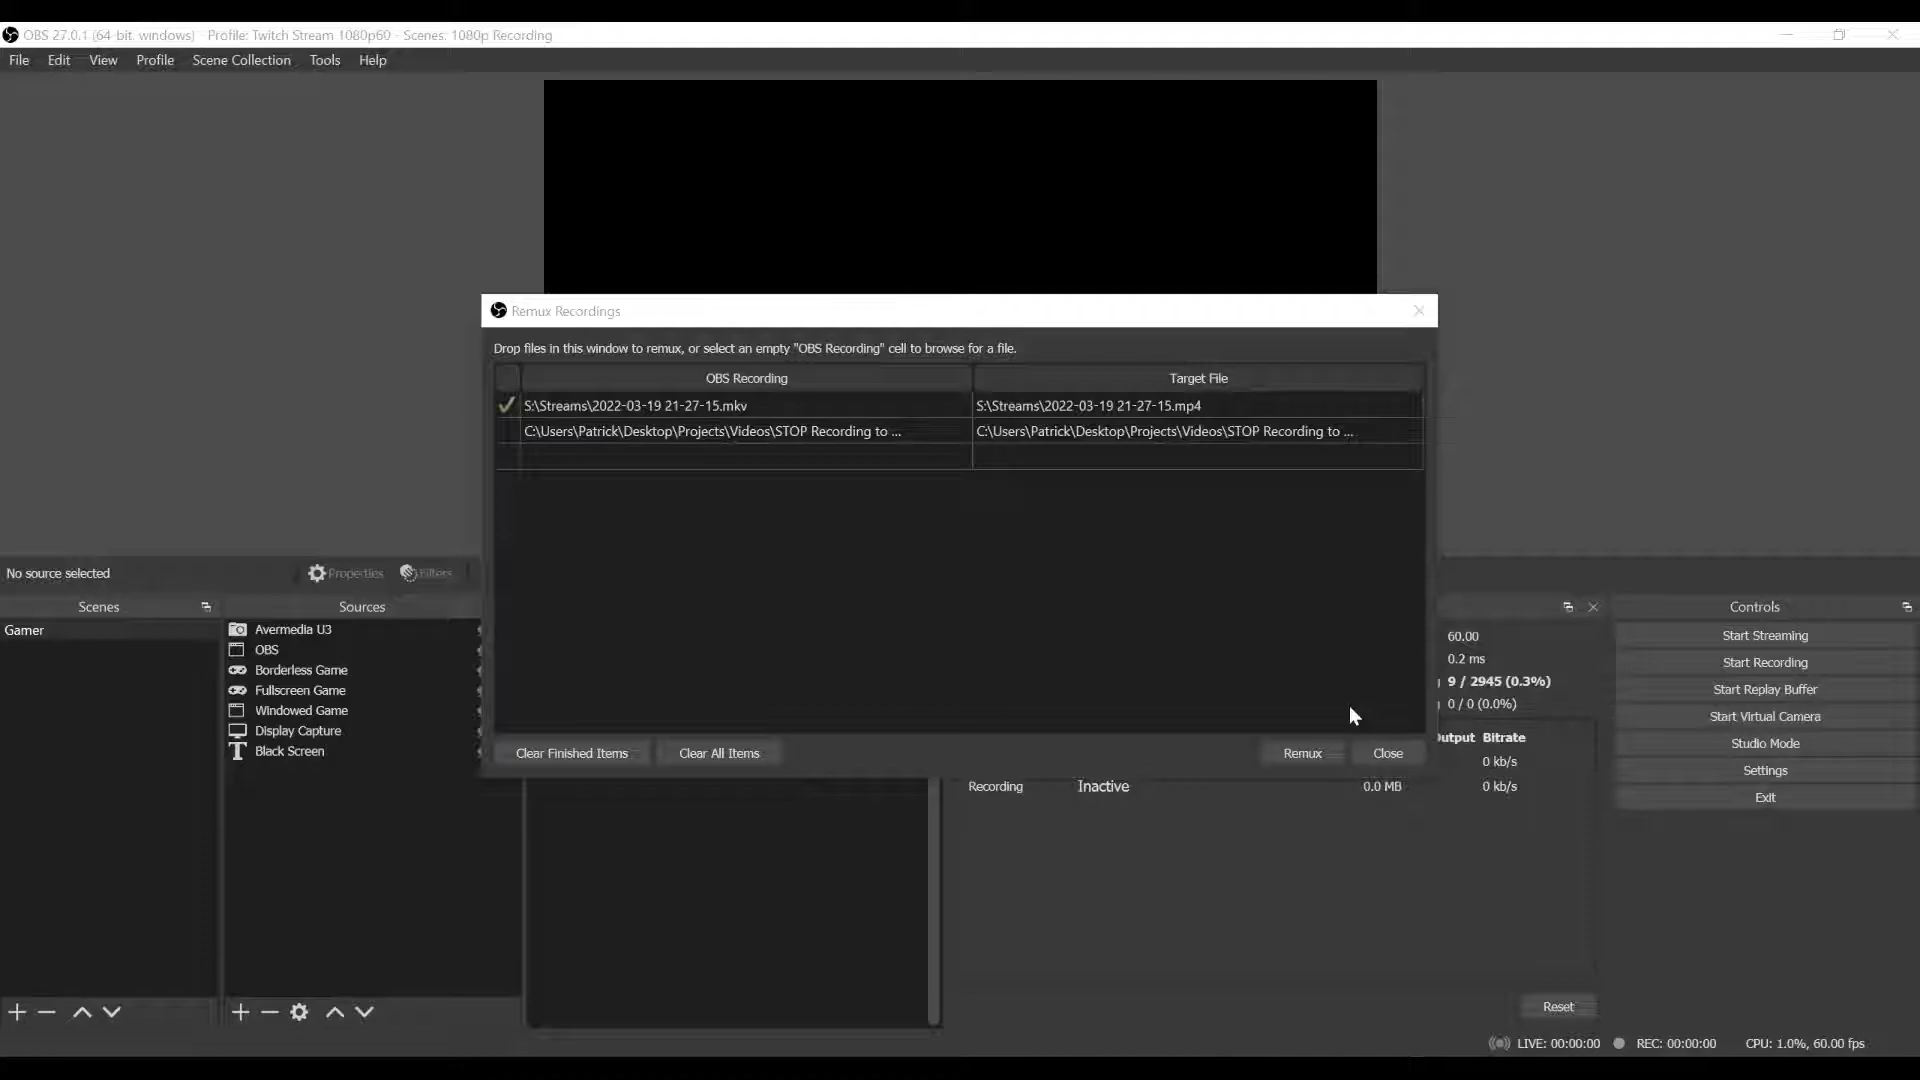 OBS 27.0.1 (64-bit, windows) - Profile: Twitch Stream 1080p60 - Scenes: 1080p Recording
File Edit View Profile Scene Collection Tools Help
Remux Recordings
Drop files in this window to remux, or select an empty "OBS Recording" cell to browse for a file.
OBS Recording Target File
S:\Streams\2022-03-19 21-27-15.mkv S:\Streams\2022-03-19 21-27-15.mp4
C:\Users\Patrick\Desktop\Projects\Videos\STOP Recording to ... C:\Users\Patrick\Desktop\Projects\Videos\STOP Recording to ...
Clear Finished Items Clear All Items Remux Close
No source selected Properties Filters
Scenes
Gamer
Sources
Avermedia U3
OBS
Borderless Game
Fullscreen Game
Windowed Game
Display Capture
Black Screen
60.00
0.2 ms
9 / 2945 (0.3%)
0 / 0 (0.0%)
Bitrate
0 kb/s
Recording Inactive 0.0 MB 0 kb/s
Reset
Controls
Start Streaming
Start Recording
Start Replay Buffer
Start Virtual Camera
Studio Mode
Settings
Exit
LIVE: 00:00:00 REC: 00:00:00 CPU: 1.0%, 60.00 fps